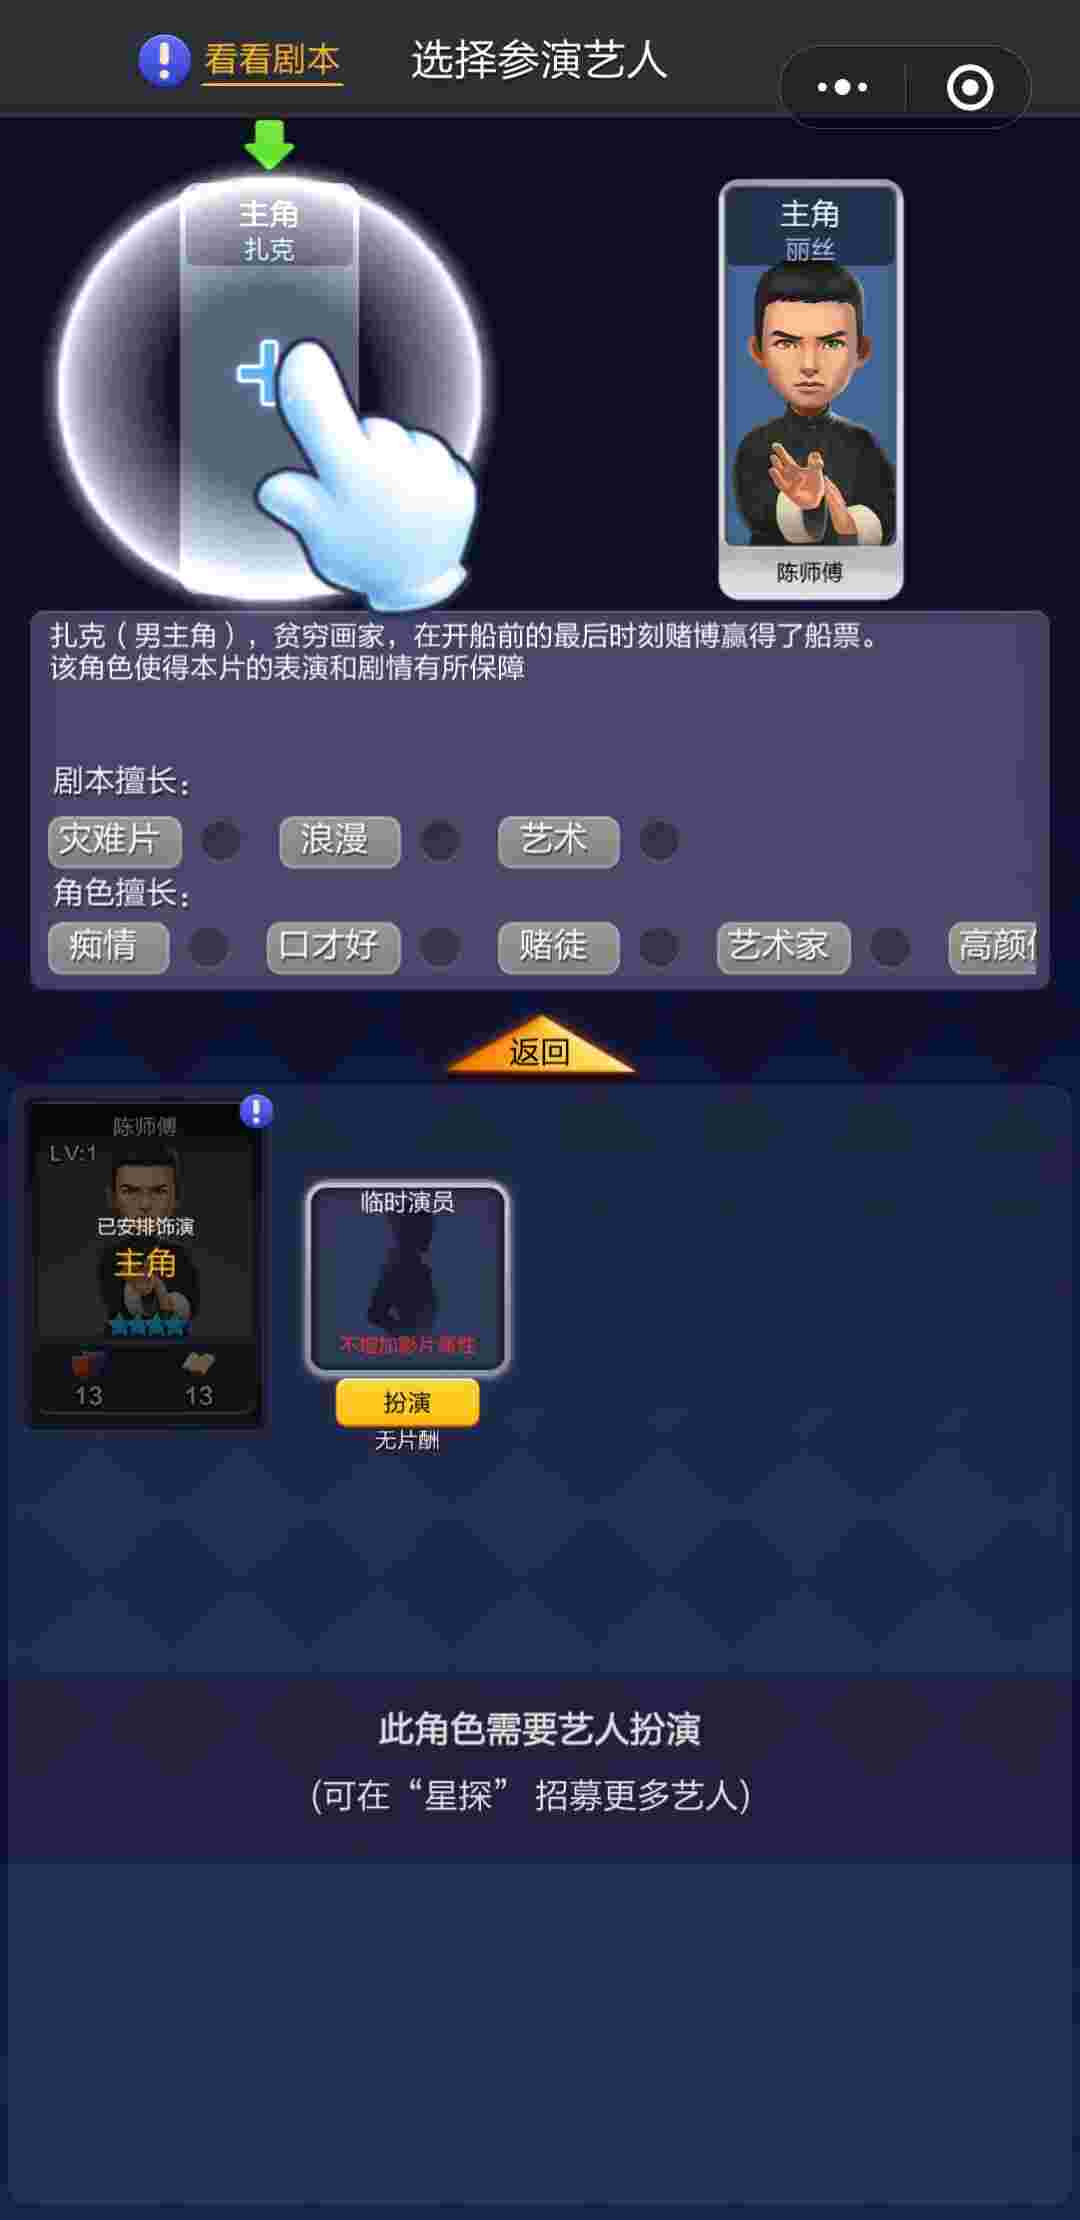 看看剧本
选择参演艺人
主角
扎克
主角
丽丝
陈师傅
扎克（男主角），贫穷画家，在开船前的最后时刻赌博赢得了船票。
该角色使得本片的表演和剧情有所保障
剧本擅长：
灾难片 浪漫 艺术
角色擅长：
痴情 口才好 赌徒 艺术家 高颜
返回
陈师傅
LV:1
已安排饰演
主角
13 13
临时演员
不增加影片属性
扮演
无片酬
此角色需要艺人扮演
(可在“星探” 招募更多艺人)